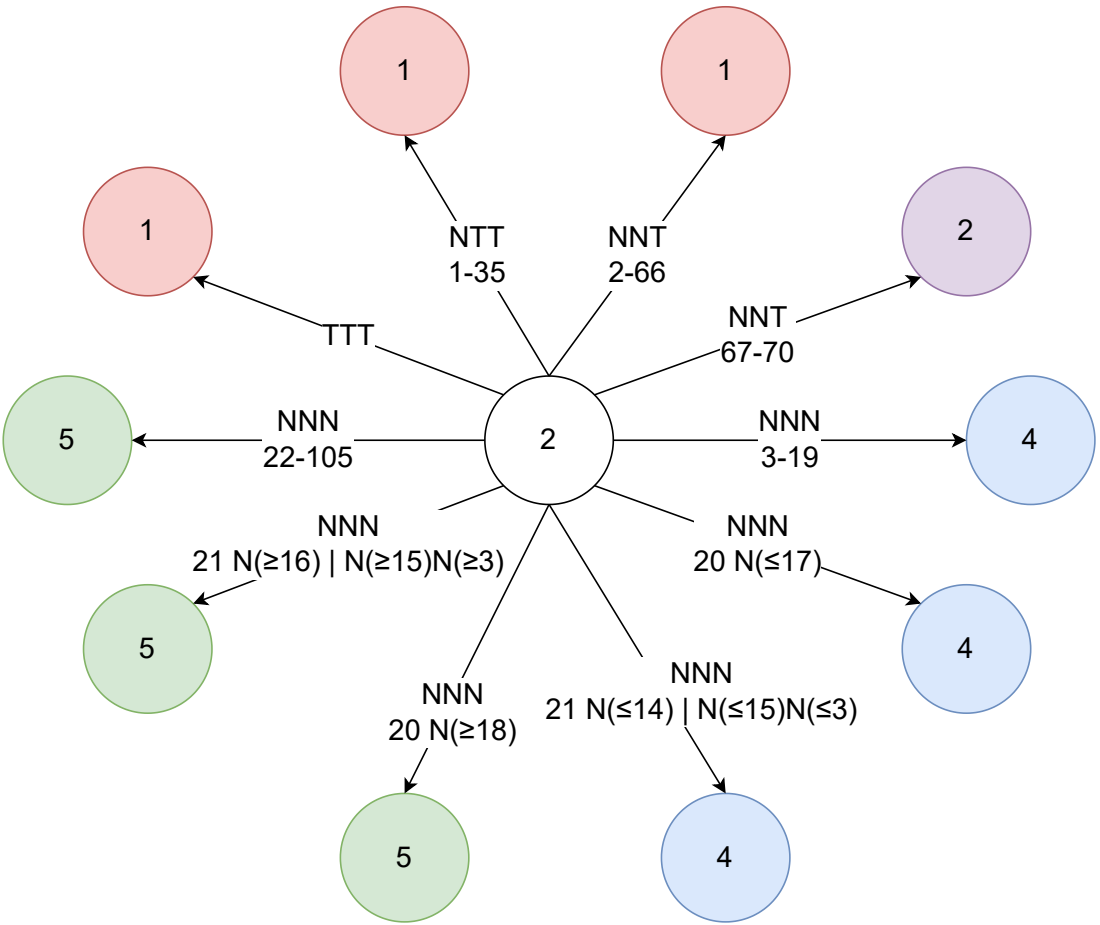 1
1
1
2
NTT
1-35
NNT
2-66
NNT
67-70
TTT
5
NNN
22-105
2
NNN
3-19
4
NNN
21 N(≥16) | N(≥15)N(≥3)
NNN
20 N(≤17)
5
4
NNN
20 N(≥18)
NNN
21 N(≤14) | N(≤15)N(≤3)
5
4